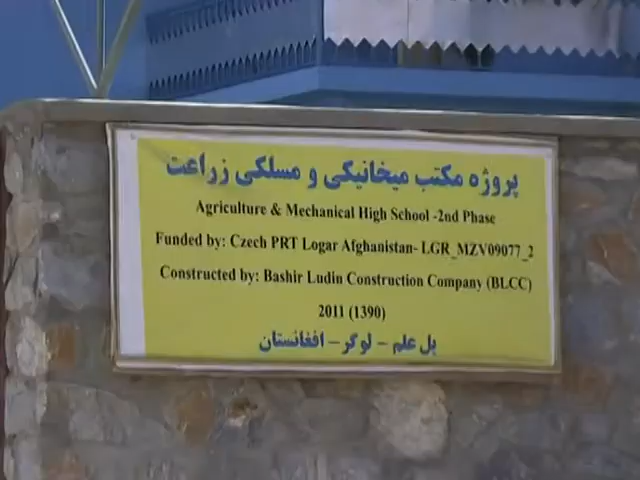 پروژه مکتب میخانیکی و مسلکی زراعت
Agriculture & Mechanical High School -2nd Phase
Funded by: Czech PRT Logar Afghanistan- LGR_MZV09077_2
Constructed by: Bashir Ludin Construction Company (BLCC)
2011 (1390)
پل علم - لوگر - افغانستان